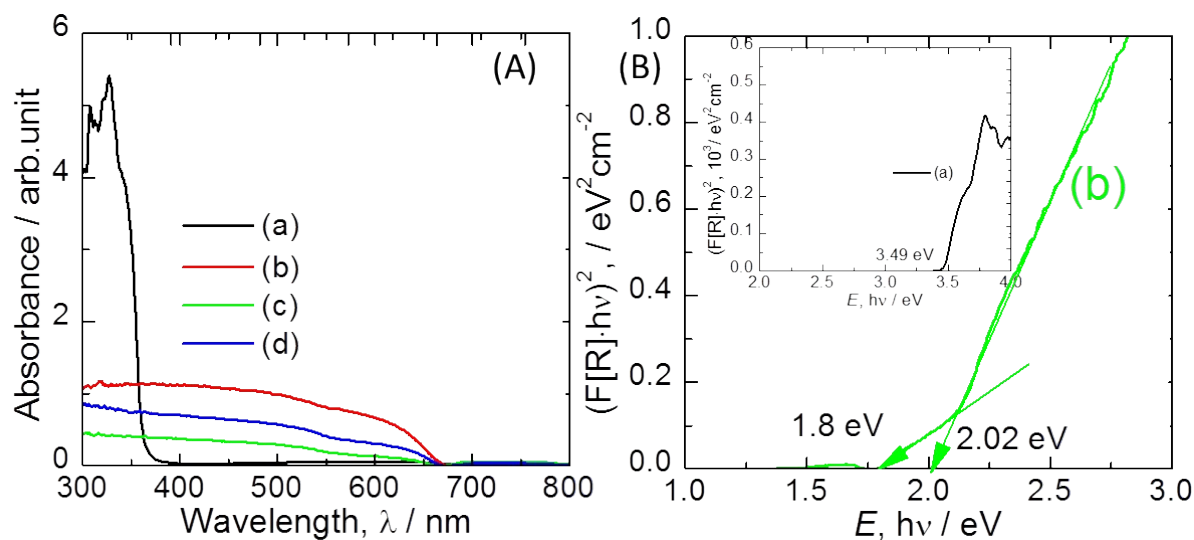 (A)
Absorbance / arb.unit
6
4
2
0
(a)
(b)
(c)
(d)
300 400 500 600 700 800
Wavelength, λ / nm
(B)
(F[R]·hν)², / eV²cm⁻²
1.0
0.8
0.6
0.4
0.2
0.0
(b)
1.8 eV
2.02 eV
1.0 1.5 2.0 2.5 3.0
E, hν / eV
(F[R]·hν)², 10³/ eV²cm⁻²
0.6
0.5
0.4
0.3
0.2
0.1
0.0
(a)
3.49 eV
2.0 2.5 3.0 3.5 4.0
E, hν / eV